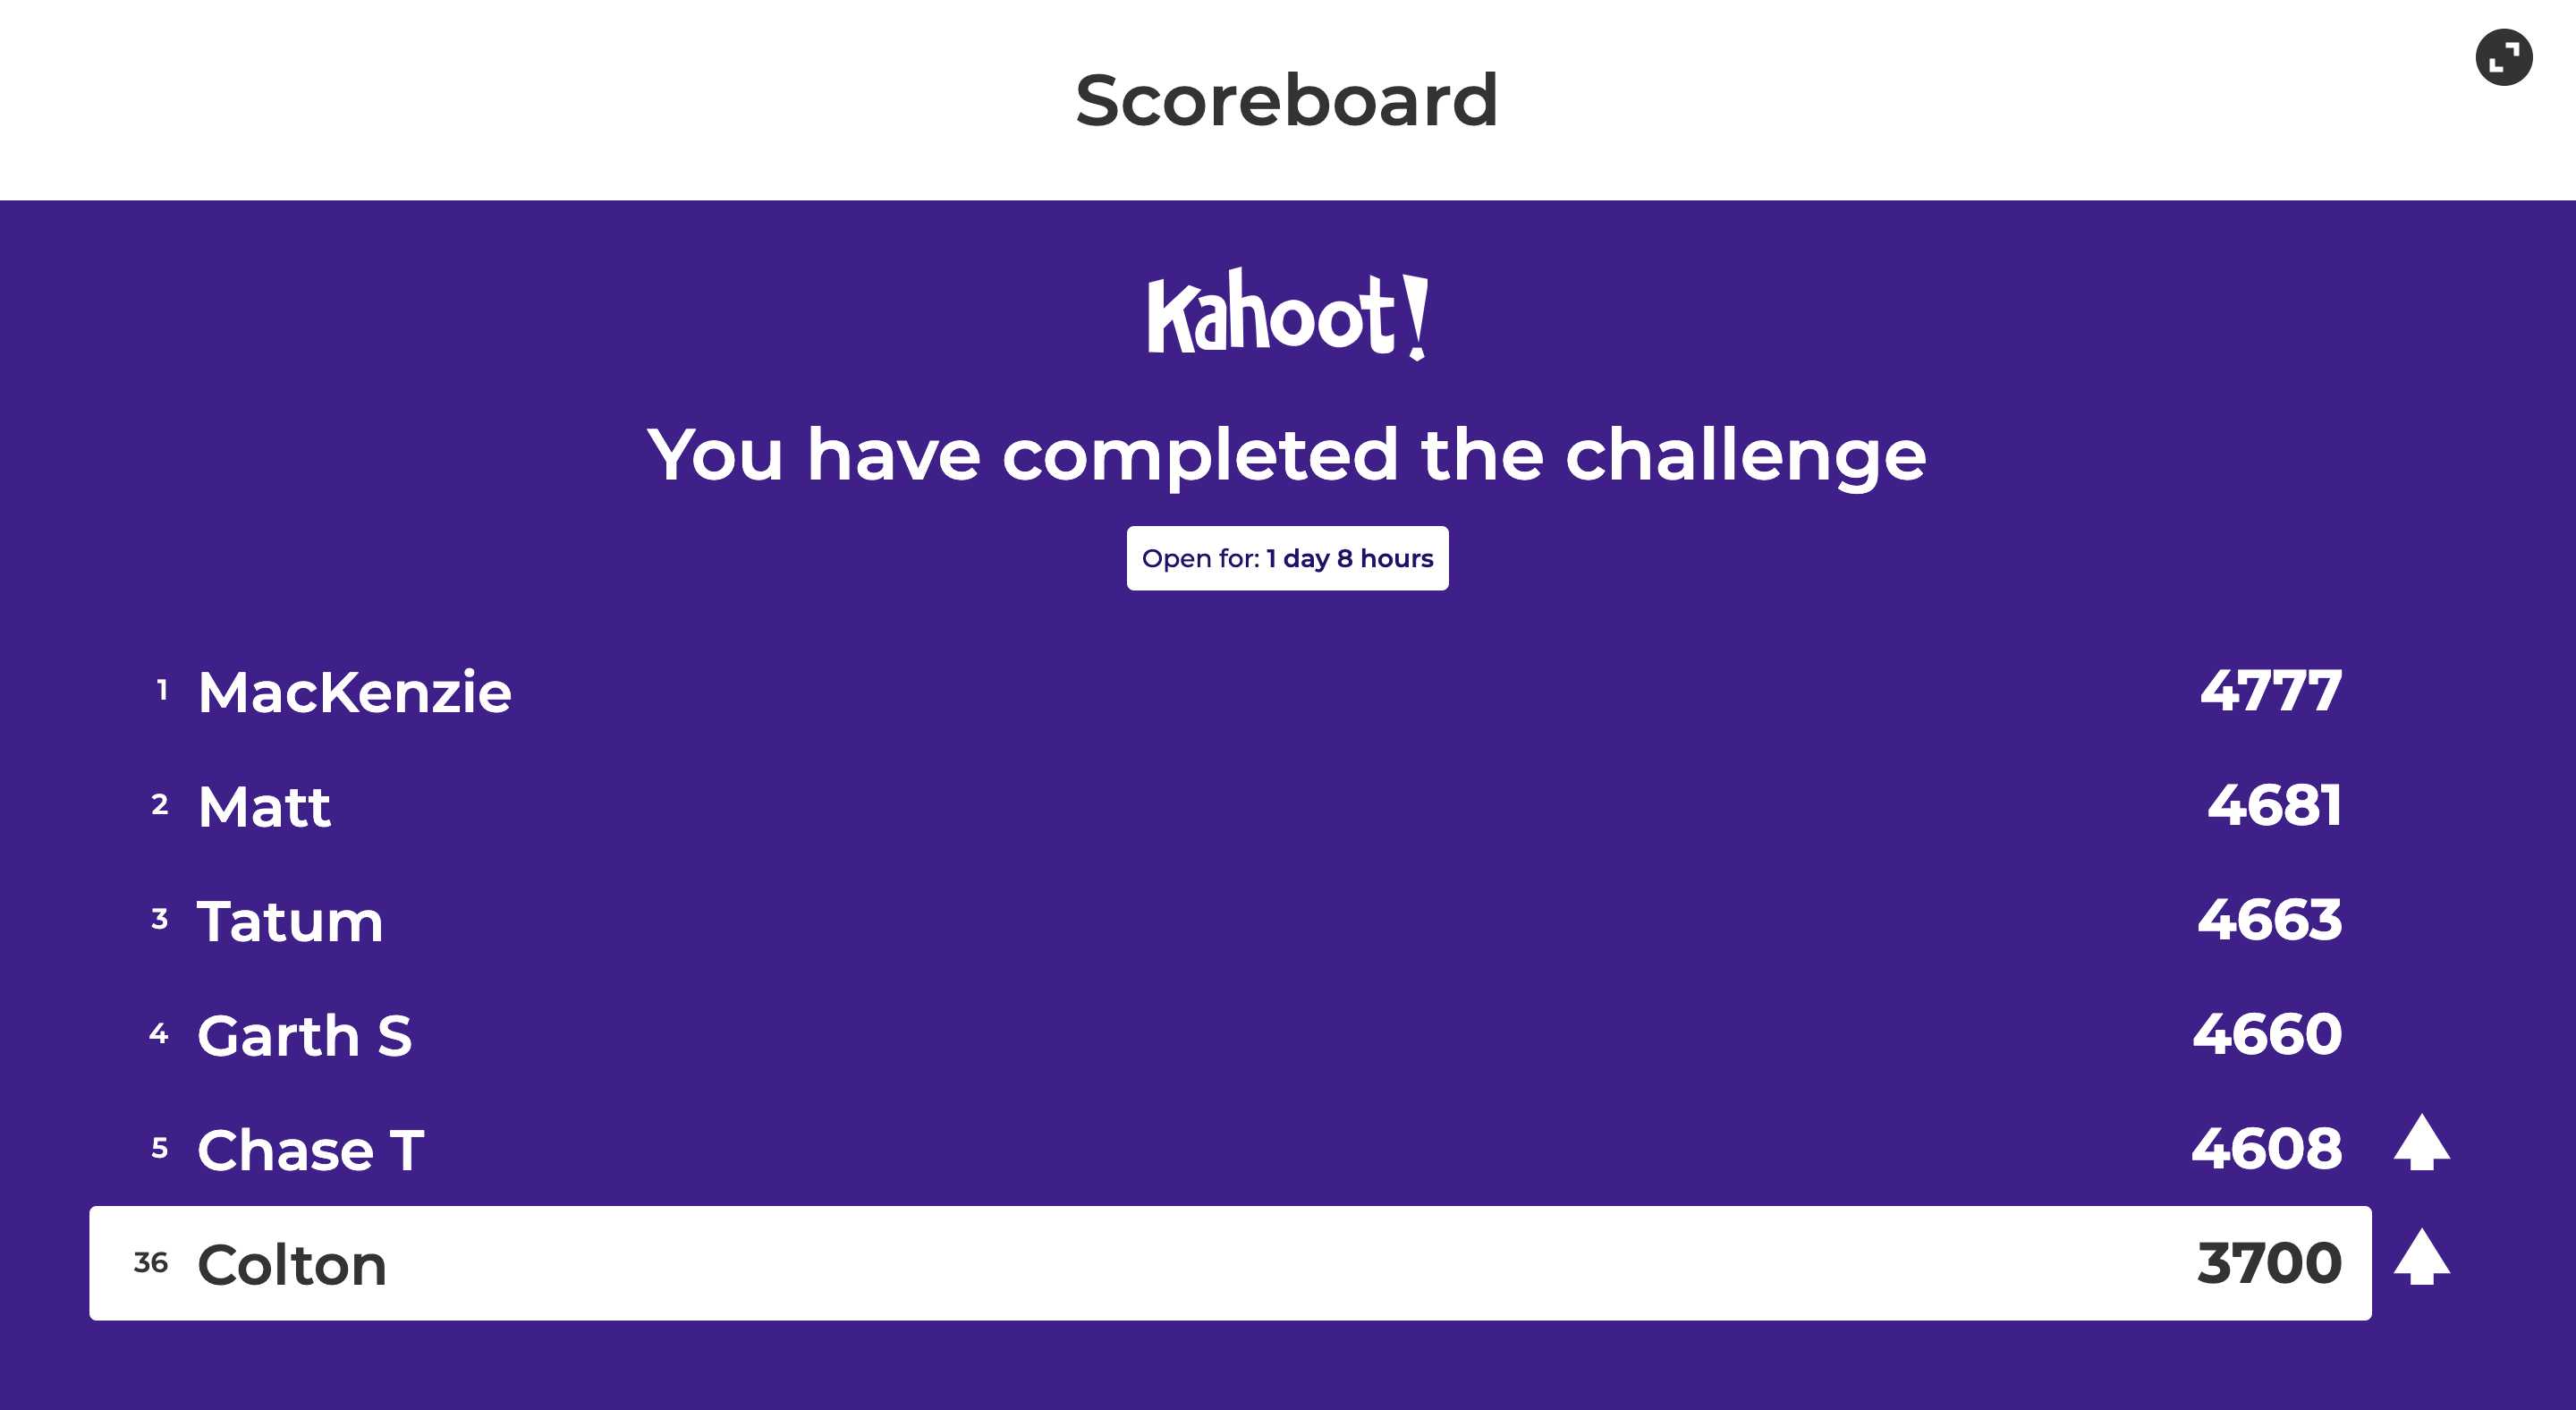 Scoreboard
Kahoot!
You have completed the challenge
Open for: 1 day 8 hours
1 MacKenzie 4777
2 Matt 4681
3 Tatum 4663
4 Garth S 4660
5 Chase T 4608
36 Colton 3700